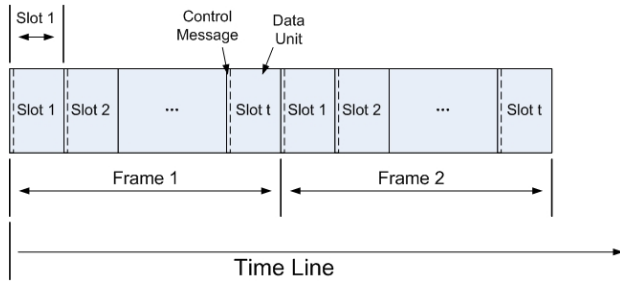 Slot 1
Control
Message
Data
Unit
Slot 1
Slot 2
...
Slot t
Slot 1
Slot 2
...
Slot t
Frame 1
Frame 2
Time Line